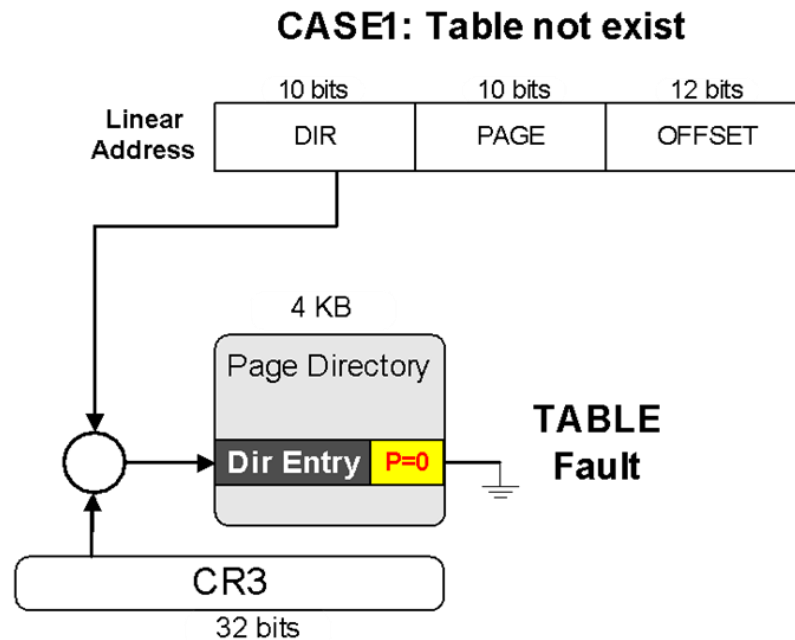 CASE1: Table not exist
10 bits 10 bits 12 bits
Linear Address
DIR PAGE OFFSET
4 KB
Page Directory
Dir Entry P=0
TABLE
Fault
CR3
32 bits